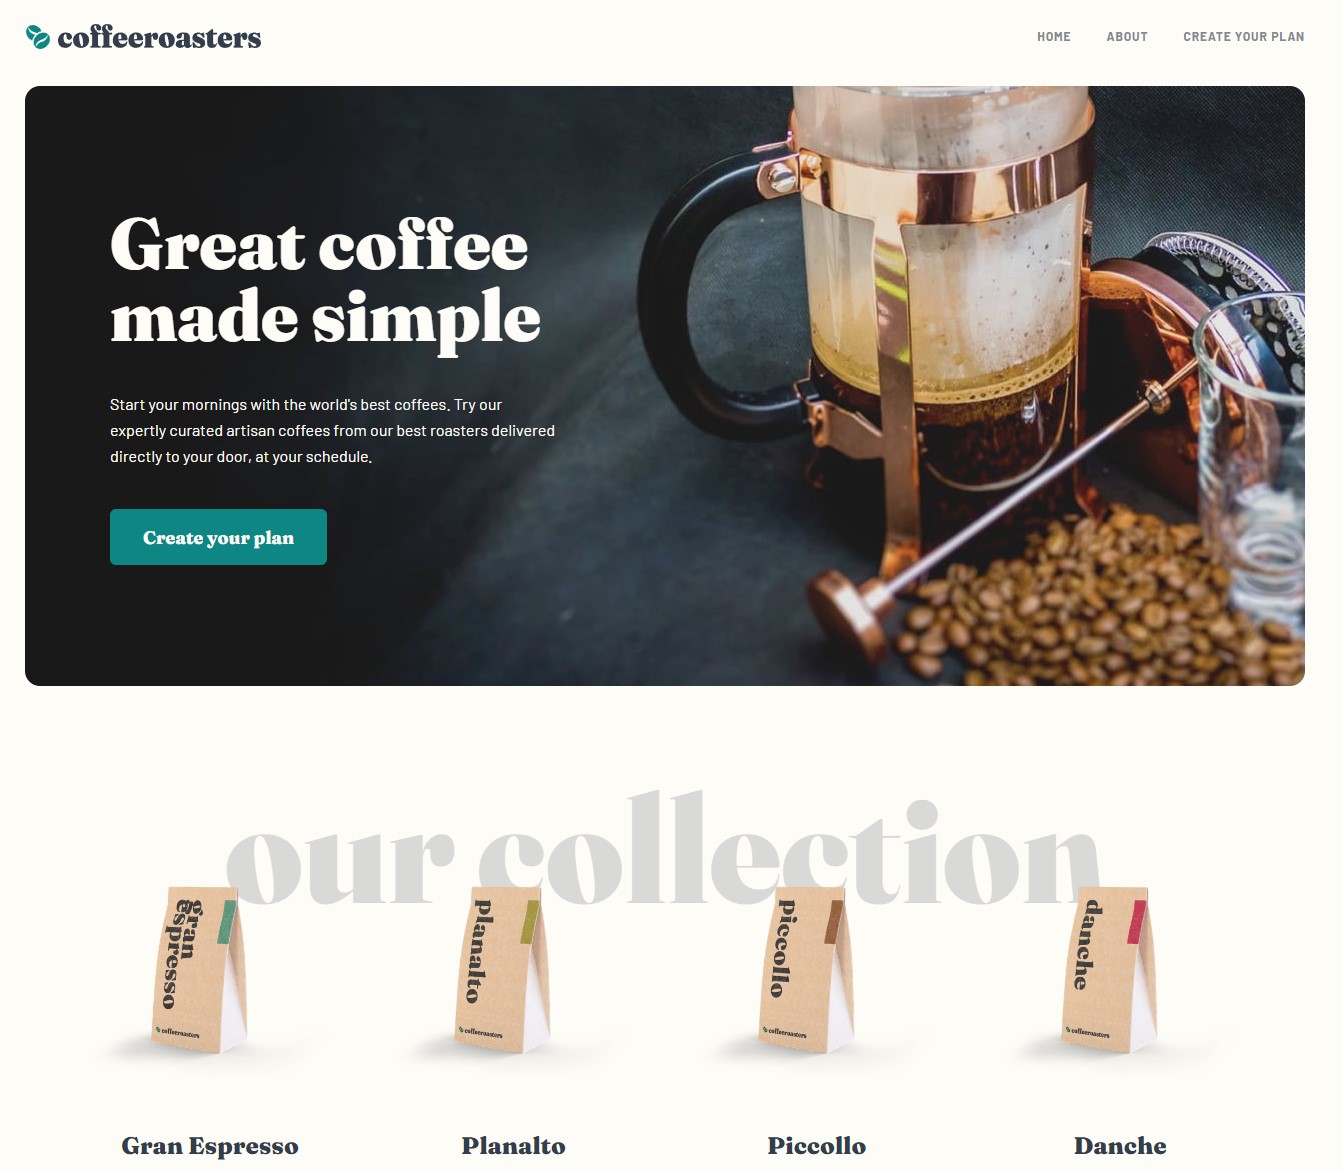 coffeeroasters
HOME ABOUT CREATE YOUR PLAN
Great coffee
made simple
Start your mornings with the world's best coffees. Try our
expertly curated artisan coffees from our best roasters delivered
directly to your door, at your schedule.
Create your plan
our collection
gran
espresso
coffeeroasters
planalto
coffeeroasters
piccollo
coffeeroasters
danche
coffeeroasters
Gran Espresso
Planalto
Piccollo
Danche